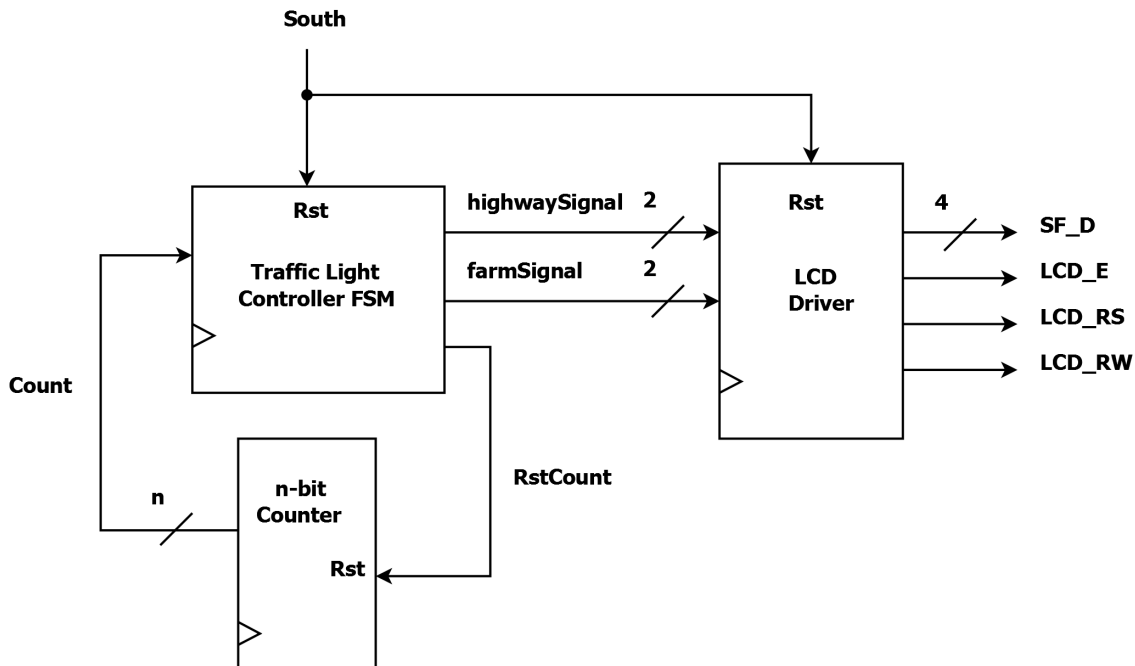 South
Rst
highwaySignal
2
Rst
4
SF_D
Traffic Light
Controller FSM
farmSignal
2
LCD
Driver
LCD_E
LCD_RS
LCD_RW
Count
RstCount
n
n-bit
Counter
Rst